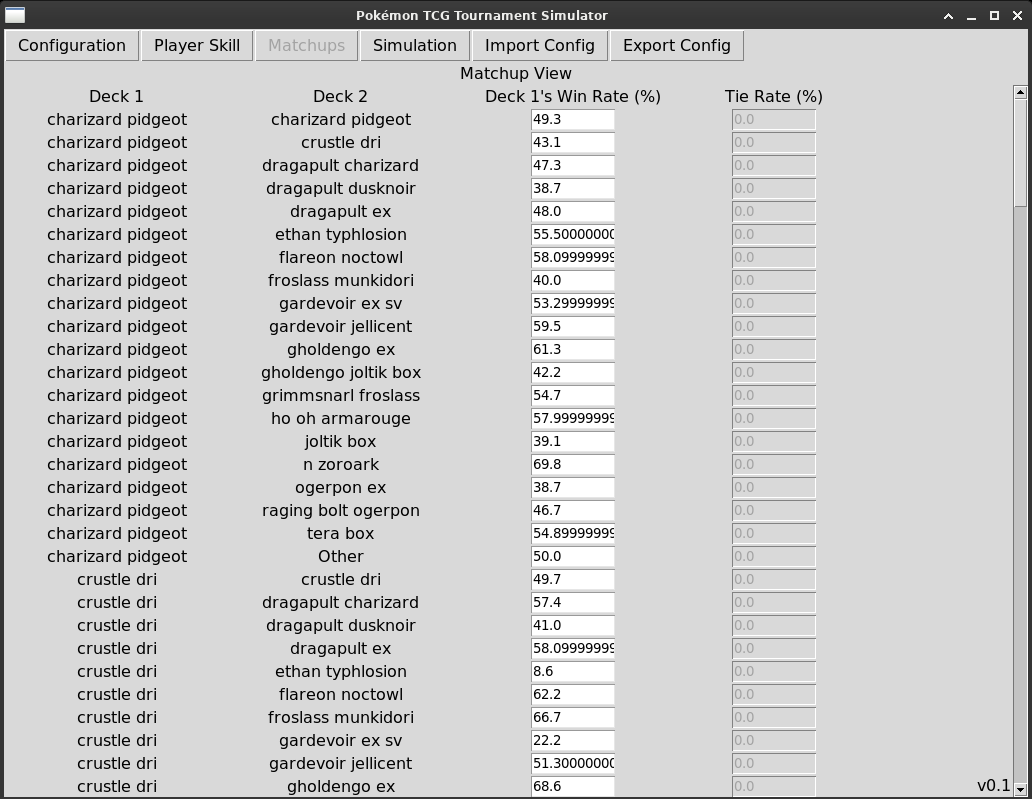 Pokémon TCG Tournament Simulator
Configuration Player Skill Matchups Simulation Import Config Export Config
Matchup View
Deck 1 Deck 2 Deck 1's Win Rate (%) Tie Rate (%)
charizard pidgeot charizard pidgeot 49.3 0.0
charizard pidgeot crustle dri 43.1 0.0
charizard pidgeot dragapult charizard 47.3 0.0
charizard pidgeot dragapult dusknoir 38.7 0.0
charizard pidgeot dragapult ex 48.0 0.0
charizard pidgeot ethan typhlosion 55.50000000 0.0
charizard pidgeot flareon noctowl 58.09999999 0.0
charizard pidgeot froslass munkidori 40.0 0.0
charizard pidgeot gardevoir ex sv 53.29999999 0.0
charizard pidgeot gardevoir jellicent 59.5 0.0
charizard pidgeot gholdengo ex 61.3 0.0
charizard pidgeot gholdengo joltik box 42.2 0.0
charizard pidgeot grimmsnarl froslass 54.7 0.0
charizard pidgeot ho oh armarouge 57.99999999 0.0
charizard pidgeot joltik box 39.1 0.0
charizard pidgeot n zoroark 69.8 0.0
charizard pidgeot ogerpon ex 38.7 0.0
charizard pidgeot raging bolt ogerpon 46.7 0.0
charizard pidgeot tera box 54.89999999 0.0
charizard pidgeot Other 50.0 0.0
crustle dri crustle dri 49.7 0.0
crustle dri dragapult charizard 57.4 0.0
crustle dri dragapult dusknoir 41.0 0.0
crustle dri dragapult ex 58.09999999 0.0
crustle dri ethan typhlosion 8.6 0.0
crustle dri flareon noctowl 62.2 0.0
crustle dri froslass munkidori 66.7 0.0
crustle dri gardevoir ex sv 22.2 0.0
crustle dri gardevoir jellicent 51.30000000 0.0
crustle dri gholdengo ex 68.6 0.0
v0.1